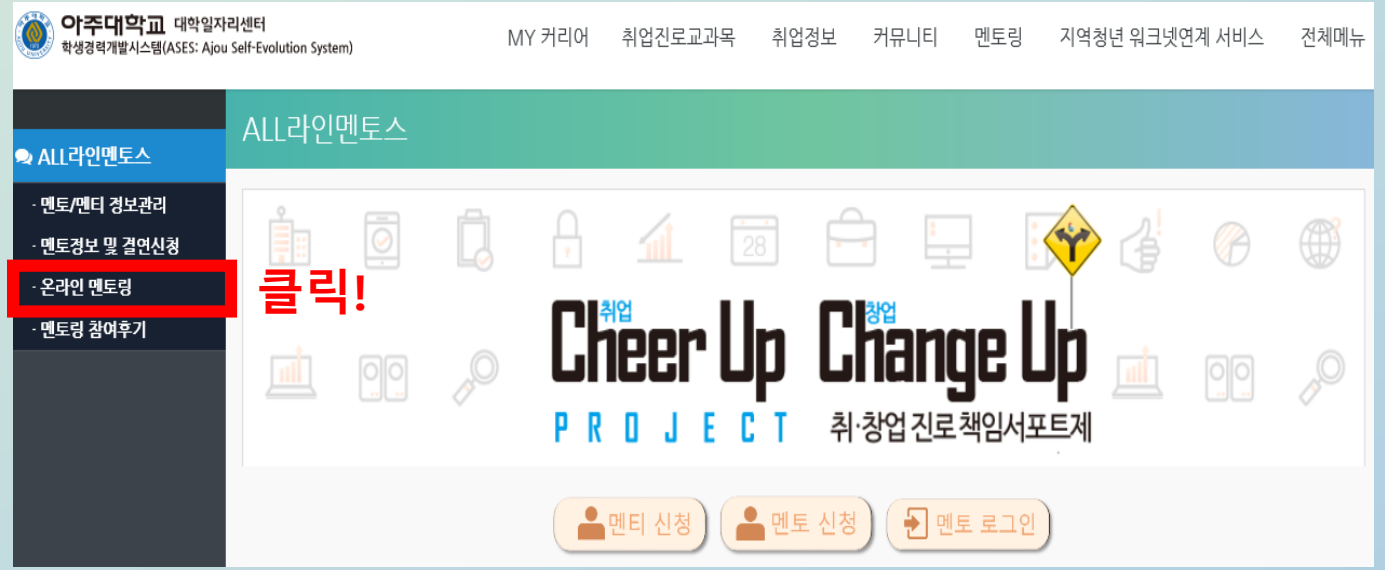 아주대학교 대학일자리센터
학생경력개발시스템(ASES: Ajou Self-Evolution System)
MY 커리어 취업진로교과목 취업정보 커뮤니티 멘토링 지역청년 워크넷연계 서비스 전체메뉴
ALL라인멘토스
ALL라인멘토스
· 멘토/멘티 정보관리
· 멘토정보 및 결연신청
· 온라인 멘토링
· 멘토링 참여후기
클릭!
28
취업 창업
Cheer Up Change Up
PROJECT 취·창업 진로 책임서포트제
멘티 신청 멘토 신청 멘토 로그인